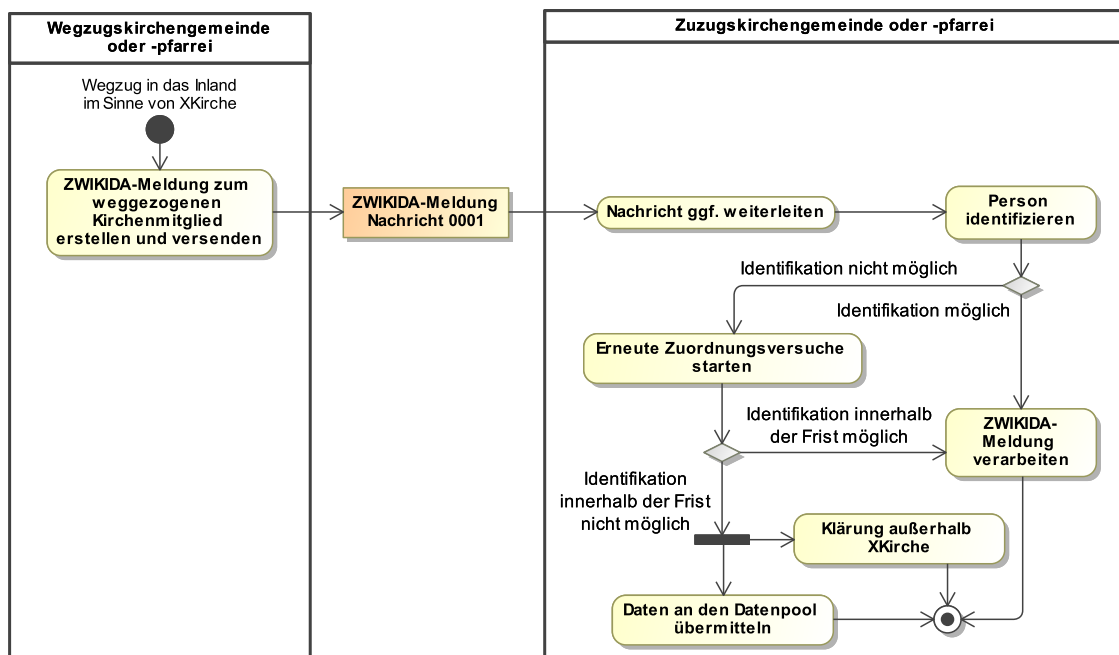 Wegzugskirchengemeinde
oder -pfarrei
Zuzugskirchengemeinde oder -pfarrei
Wegzug in das Inland
im Sinne von XKirche
ZWIKIDA-Meldung zum
weggezogenen
Kirchenmitglied
erstellen und versenden
ZWIKIDA-Meldung
Nachricht 0001
Nachricht ggf. weiterleiten
Person
identifizieren
Identifikation nicht möglich
Identifikation möglich
Erneute Zuordnungsversuche
starten
Identifikation innerhalb
der Frist möglich
ZWIKIDA-
Meldung
verarbeiten
Identifikation
innerhalb der Frist
nicht möglich
Klärung außerhalb
XKirche
Daten an den Datenpool
übermitteln